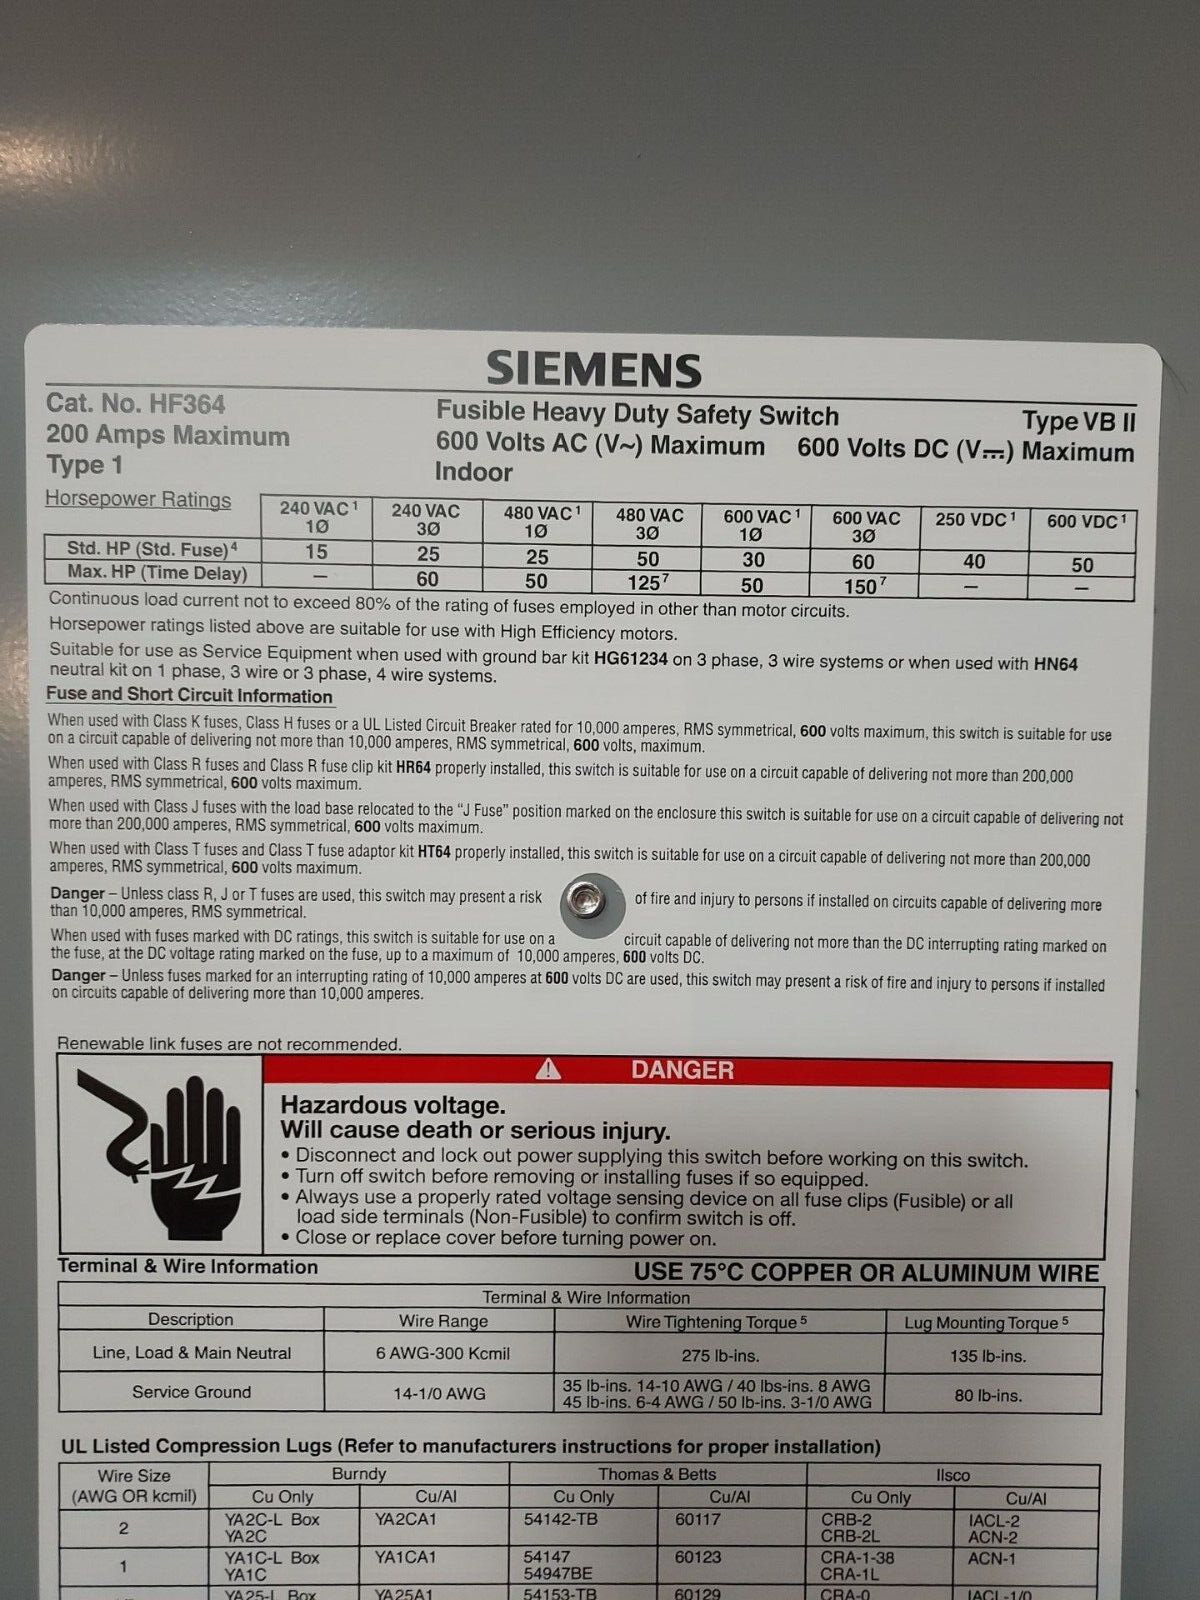 SIEMENS
Cat. No. HF364
200 Amps Maximum
Type 1
Fusible Heavy Duty Safety Switch
600 Volts AC (V~) Maximum 600 Volts DC (V⎓) Maximum
Indoor
Type VB II
Horsepower Ratings
240 VAC¹ 1Ø 240 VAC 3Ø 480 VAC¹ 1Ø 480 VAC 3Ø 600 VAC¹ 1Ø 600 VAC 3Ø 250 VDC¹ 600 VDC¹
Std. HP (Std. Fuse)⁴ 15 25 25 50 30 60 40 50
Max. HP (Time Delay) – 60 50 125⁷ 50 150⁷ – –
Continuous load current not to exceed 80% of the rating of fuses employed in other than motor circuits.
Horsepower ratings listed above are suitable for use with High Efficiency motors.
Suitable for use as Service Equipment when used with ground bar kit HG61234 on 3 phase, 3 wire systems or when used with HN64
neutral kit on 1 phase, 3 wire or 3 phase, 4 wire systems.
Fuse and Short Circuit Information
When used with Class K fuses, Class H fuses or a UL Listed Circuit Breaker rated for 10,000 amperes, RMS symmetrical, 600 volts maximum, this switch is suitable for use
on a circuit capable of delivering not more than 10,000 amperes, RMS symmetrical, 600 volts, maximum.
When used with Class R fuses and Class R fuse clip kit HR64 properly installed, this switch is suitable for use on a circuit capable of delivering not more than 200,000
amperes, RMS symmetrical, 600 volts maximum.
When used with Class J fuses with the load base relocated to the “J Fuse” position marked on the enclosure this switch is suitable for use on a circuit capable of delivering not
more than 200,000 amperes, RMS symmetrical, 600 volts maximum.
When used with Class T fuses and Class T fuse adaptor kit HT64 properly installed, this switch is suitable for use on a circuit capable of delivering not more than 200,000
amperes, RMS symmetrical, 600 volts maximum.
Danger – Unless class R, J or T fuses are used, this switch may present a risk of fire and injury to persons if installed on circuits capable of delivering more
than 10,000 amperes, RMS symmetrical.
When used with fuses marked with DC ratings, this switch is suitable for use on a circuit capable of delivering not more than the DC interrupting rating marked on
the fuse, at the DC voltage rating marked on the fuse, up to a maximum of 10,000 amperes, 600 volts DC.
Danger – Unless fuses marked for an interrupting rating of 10,000 amperes at 600 volts DC are used, this switch may present a risk of fire and injury to persons if installed
on circuits capable of delivering more than 10,000 amperes.
Renewable link fuses are not recommended.
DANGER
Hazardous voltage.
Will cause death or serious injury.
• Disconnect and lock out power supplying this switch before working on this switch.
• Turn off switch before removing or installing fuses if so equipped.
• Always use a properly rated voltage sensing device on all fuse clips (Fusible) or all
load side terminals (Non-Fusible) to confirm switch is off.
• Close or replace cover before turning power on.
Terminal & Wire Information USE 75°C COPPER OR ALUMINUM WIRE
Terminal & Wire Information
Description Wire Range Wire Tightening Torque⁵ Lug Mounting Torque⁵
Line, Load & Main Neutral 6 AWG-300 Kcmil 275 lb-ins. 135 lb-ins.
Service Ground 14-1/0 AWG 35 lb-ins. 14-10 AWG / 40 lbs-ins. 8 AWG 80 lb-ins.
45 lb-ins. 6-4 AWG / 50 lb-ins. 3-1/0 AWG
UL Listed Compression Lugs (Refer to manufacturers instructions for proper installation)
Wire Size Burndy Thomas & Betts Ilsco
(AWG OR kcmil) Cu Only Cu/Al Cu Only Cu/Al Cu Only Cu/Al
2 YA2C-L Box YA2CA1 54142-TB 60117 CRB-2 IACL-2
YA2C CRB-2L ACN-2
1 YA1C-L Box YA1CA1 54147 60123 CRA-1-38 ACN-1
YA1C 54947BE CRA-1L
YA25-L Box YA25A1 54153-TB 60129 CRA-0 IACL-1/0